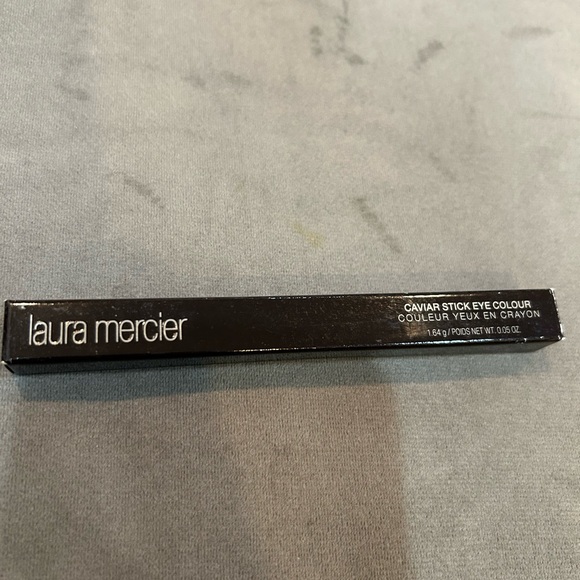 laura mercier
CAVIAR STICK EYE COLOUR
COULEUR YEUX EN CRAYON
1.64 g / POIDS NET WT. 0.05 OZ.